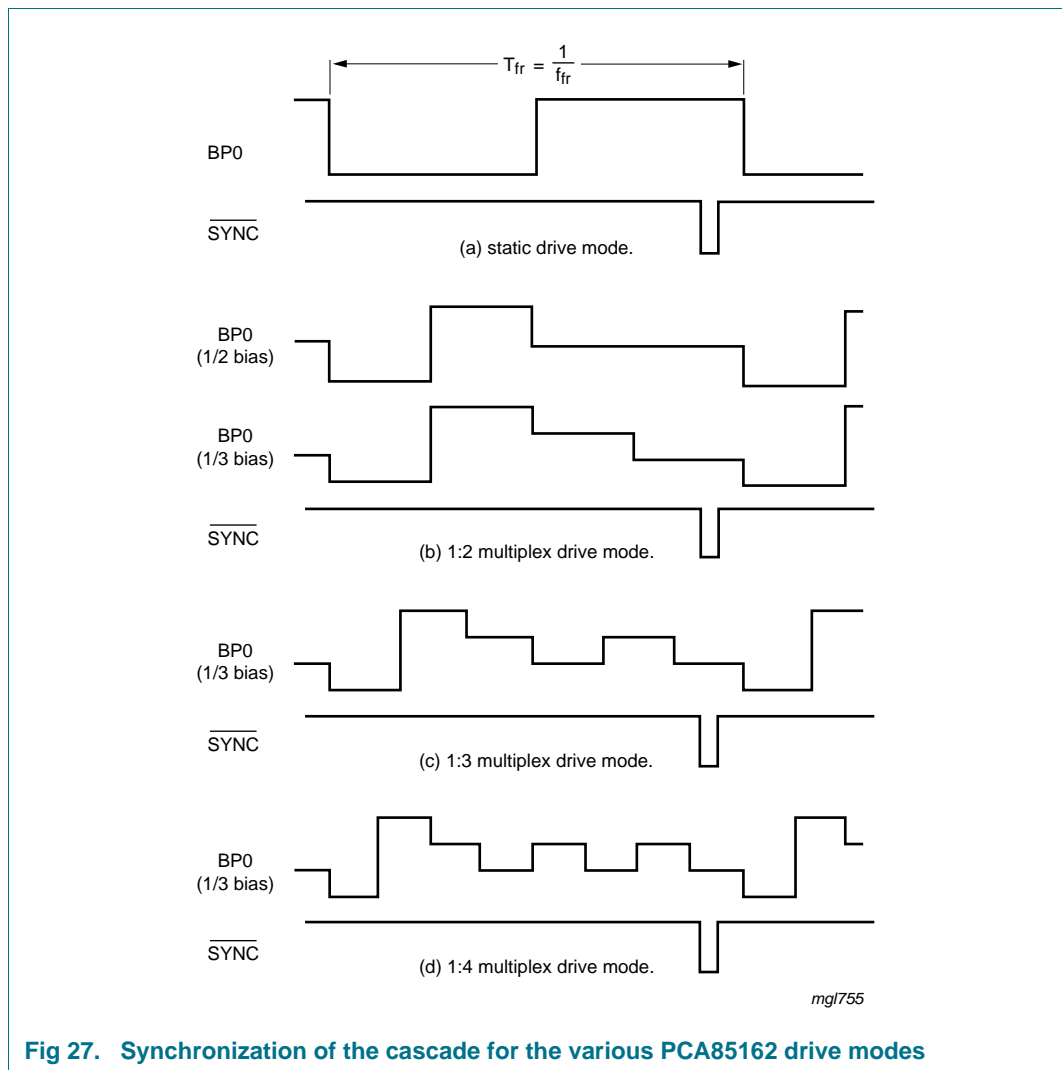 Tfr = 1/ffr
BP0
SYNC
(a) static drive mode.
BP0
(1/2 bias)
BP0
(1/3 bias)
SYNC
(b) 1:2 multiplex drive mode.
BP0
(1/3 bias)
SYNC
(c) 1:3 multiplex drive mode.
BP0
(1/3 bias)
SYNC
(d) 1:4 multiplex drive mode.
mgl755
Fig 27. Synchronization of the cascade for the various PCA85162 drive modes